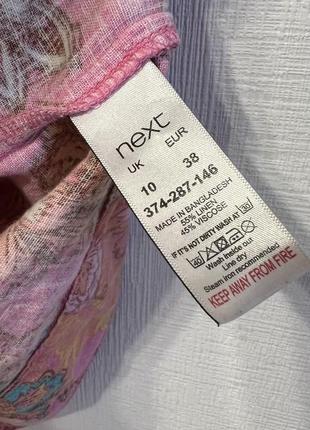 next
UK EUR
10 38
374-287-146
MADE IN BANGLADESH
55% LINEN
45% VISCOSE
IF IT'S NOT DIRTY WASH AT
Wash inside out
Line dry
Steam iron recommended
KEEP AWAY FROM FIRE